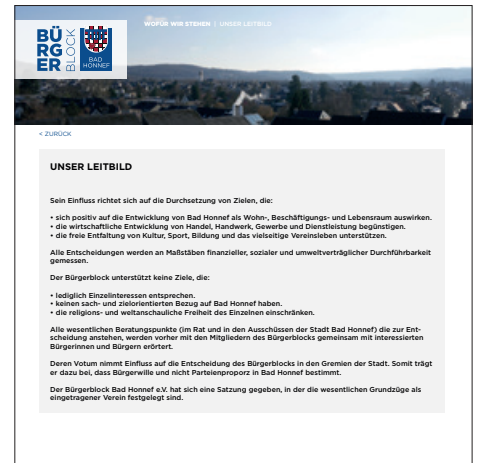 WOFÜR WIR STEHEN | UNSER LEITBILD
BÜ
RG
ER
BLOCK
BAD
HONNEF
< ZURÜCK
UNSER LEITBILD
Sein Einfluss richtet sich auf die Durchsetzung von Zielen, die:
• sich positiv auf die Entwicklung von Bad Honnef als Wohn-, Beschäftigungs- und Lebensraum auswirken.
• die wirtschaftliche Entwicklung von Handel, Handwerk, Gewerbe und Dienstleistung begünstigen.
• die freie Entfaltung von Kultur, Sport, Bildung und das vielseitige Vereinsleben unterstützen.
Alle Entscheidungen werden an Maßstäben finanzieller, sozialer und umweltverträglicher Durchführbarkeit
gemessen.
Der Bürgerblock unterstützt keine Ziele, die:
• lediglich Einzelinteressen entsprechen.
• keinen sach- und zielorientierten Bezug auf Bad Honnef haben.
• die religions- und weltanschauliche Freiheit des Einzelnen einschränken.
Alle wesentlichen Beratungspunkte (im Rat und in den Ausschüssen der Stadt Bad Honnef) die zur Ent-
scheidung anstehen, werden vorher mit den Mitgliedern des Bürgerblocks gemeinsam mit interessierten
Bürgerinnen und Bürgern erörtert.
Deren Votum nimmt Einfluss auf die Entscheidung des Bürgerblocks in den Gremien der Stadt. Somit trägt
er dazu bei, dass Bürgerwille und nicht Parteienproporz in Bad Honnef bestimmt.
Der Bürgerblock Bad Honnef e.V. hat sich eine Satzung gegeben, in der die wesentlichen Grundzüge als
eingetragener Verein festgelegt sind.